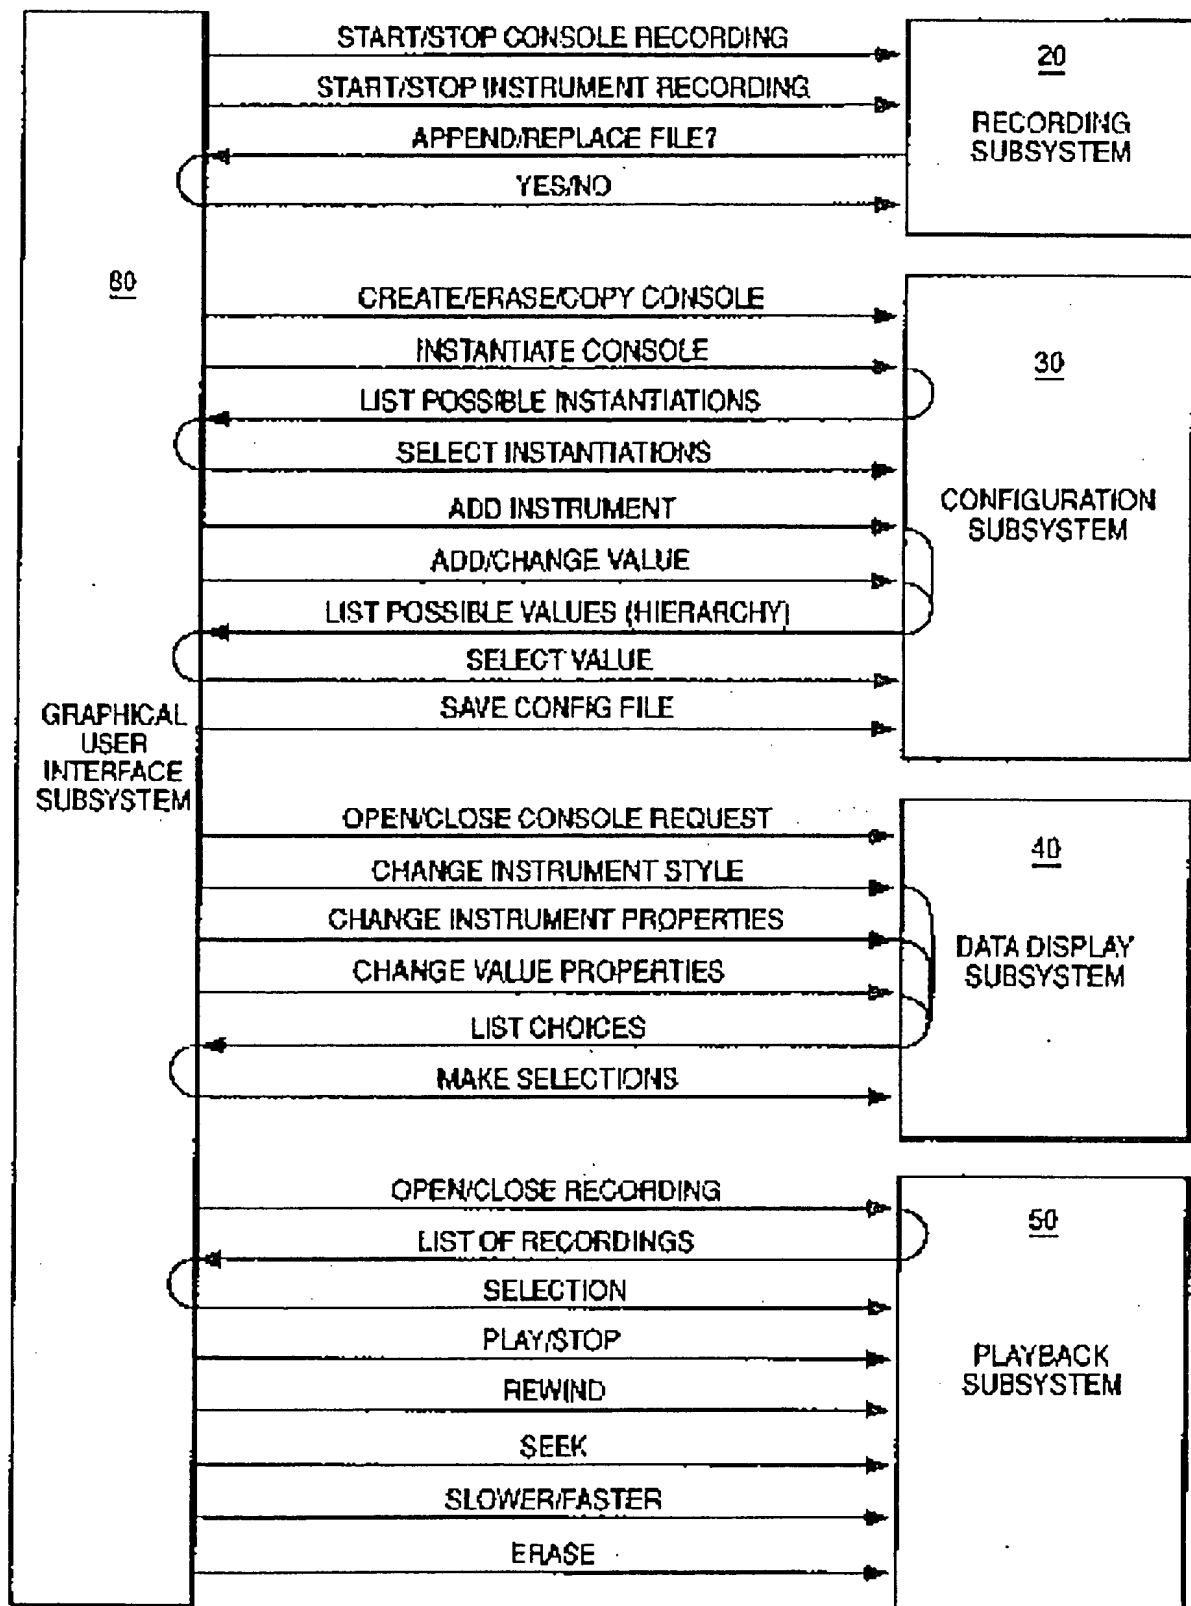 START/STOP CONSOLE RECORDING
START/STOP INSTRUMENT RECORDING
APPEND/REPLACE FILE?
YES/NO
20
RECORDING
SUBSYSTEM
80
GRAPHICAL
USER
INTERFACE
SUBSYSTEM
CREATE/ERASE/COPY CONSOLE
INSTANTIATE CONSOLE
LIST POSSIBLE INSTANTIATIONS
SELECT INSTANTIATIONS
ADD INSTRUMENT
ADD/CHANGE VALUE
LIST POSSIBLE VALUES (HIERARCHY)
SELECT VALUE
SAVE CONFIG FILE
30
CONFIGURATION
SUBSYSTEM
OPEN/CLOSE CONSOLE REQUEST
CHANGE INSTRUMENT STYLE
CHANGE INSTRUMENT PROPERTIES
CHANGE VALUE PROPERTIES
LIST CHOICES
MAKE SELECTIONS
40
DATA DISPLAY
SUBSYSTEM
OPEN/CLOSE RECORDING
LIST OF RECORDINGS
SELECTION
PLAY/STOP
REWIND
SEEK
SLOWER/FASTER
ERASE
50
PLAYBACK
SUBSYSTEM